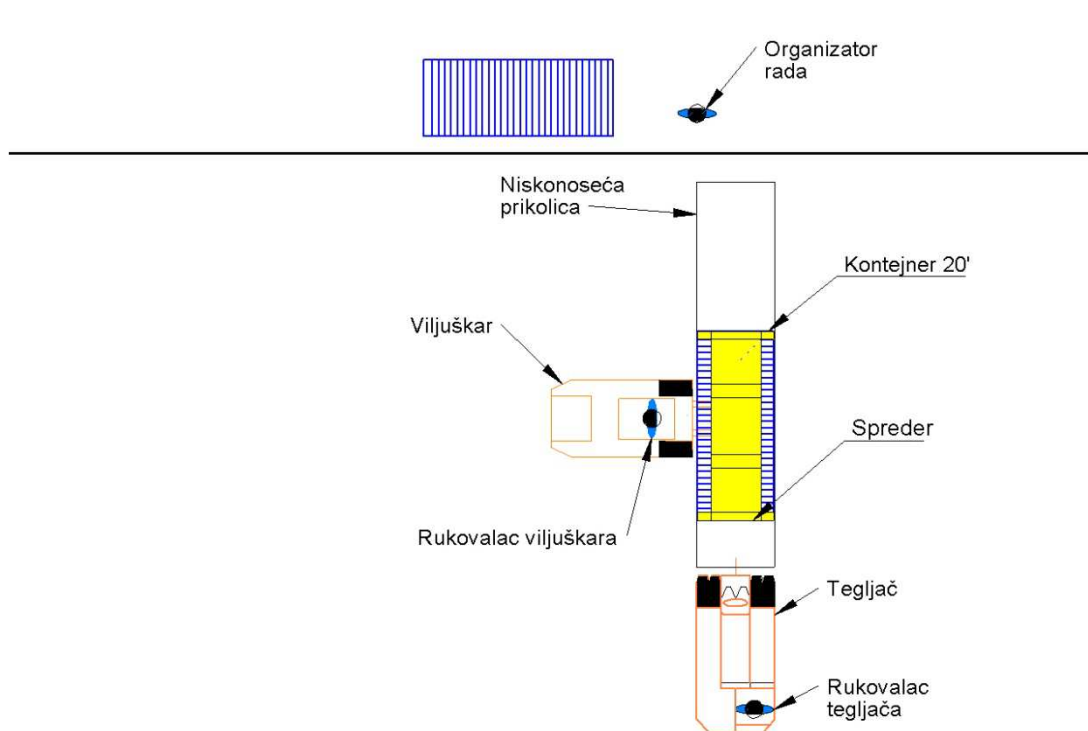 Organizator
rada
Niskonoseća
prikolica
Kontejner 20'
Viljuškar
Spreder
Rukovalac viljuškara
Tegljač
Rukovalac
tegljača